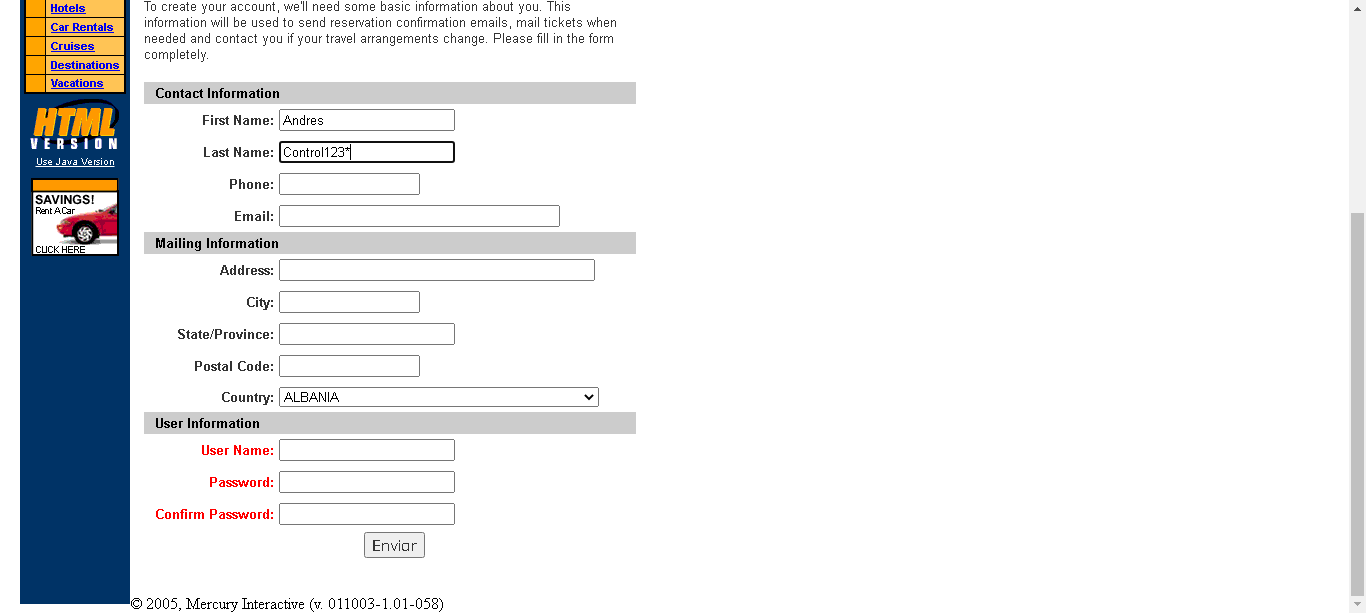 Hotels
Car Rentals
Cruises
Destinations
Vacations
HTML
VERSION
Use Java Version
SAVINGS!
Rent A Car
CLICK HERE
To create your account, we'll need some basic information about you. This
information will be used to send reservation confirmation emails, mail tickets when
needed and contact you if your travel arrangements change. Please fill in the form
completely.
Contact Information
First Name: Andres
Last Name: Control123*
Phone:
Email:
Mailing Information
Address:
City:
State/Province:
Postal Code:
Country: ALBANIA
User Information
User Name:
Password:
Confirm Password:
Enviar
© 2005, Mercury Interactive (v. 011003-1.01-058)